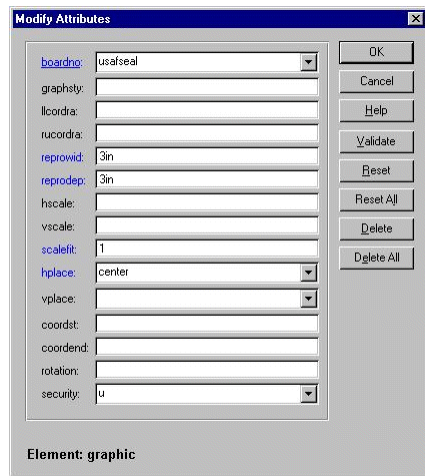 Modify Attributes
boardno: usafseal
graphsty:
llcordra:
rucordra:
reprowid: 3in
reprodep: 3in
hscale:
vscale:
scalefit: 1
hplace: center
vplace:
coordst:
coordend:
rotation:
security: u
OK
Cancel
Help
Validate
Reset
Reset All
Delete
Delete All
Element: graphic